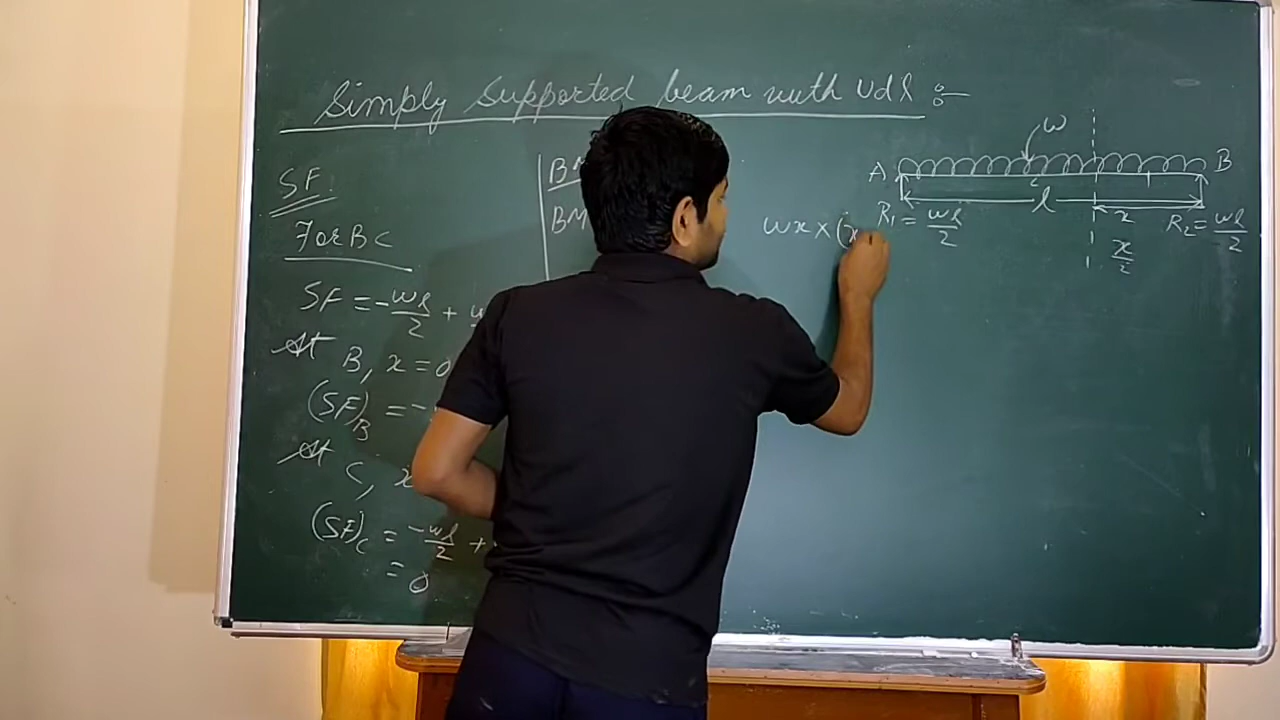 Simply supported beam with Udl :-
SF:
For BC
SF = -wl/2 +
At B, x = 0
(SF)B = -
At C, x
(SF)C = -wl/2 +
= 0
BM
BM
wx × (x
w
A B
c
l
x
R1 = wl/2
R2 = wl/2
x/2